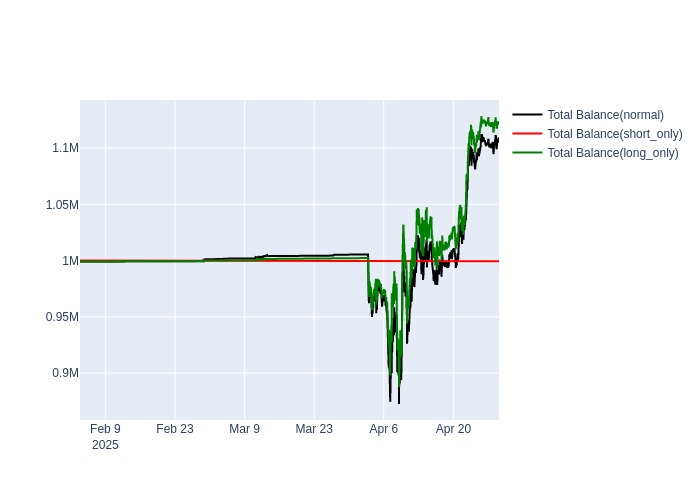 Total Balance(normal)
Total Balance(short_only)
Total Balance(long_only)
1.1M
1.05M
1M
0.95M
0.9M
Feb 9
2025
Feb 23
Mar 9
Mar 23
Apr 6
Apr 20